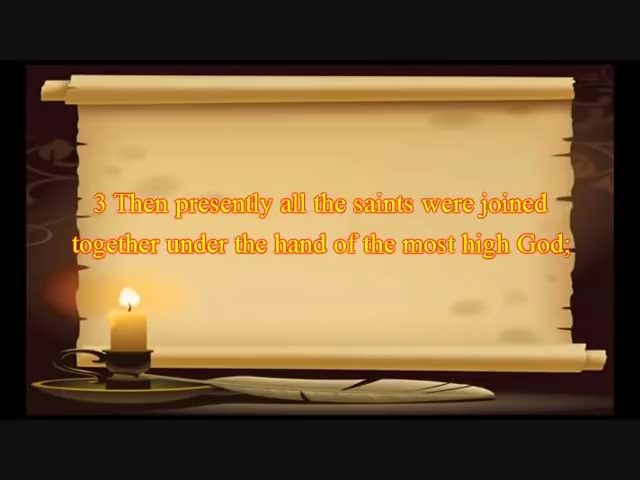 3 Then presently all the saints were joined
together under the hand of the most high God;